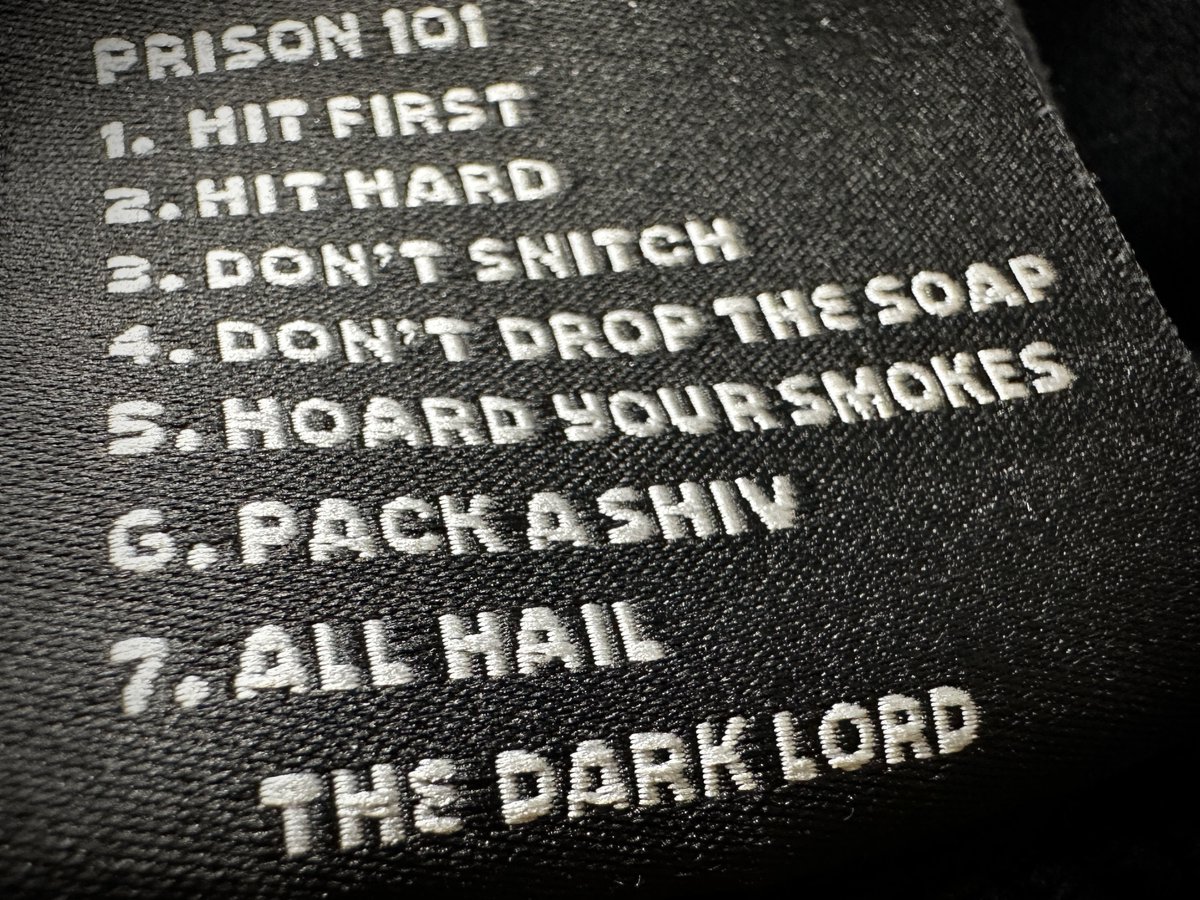 PRISON 101
1. HIT FIRST
2. HIT HARD
3. DON'T SNITCH
4. DON'T DROP THE SOAP
5. HOARD YOUR SMOKES
6. PACK A SHIV
7. ALL HAIL
THE DARK LORD